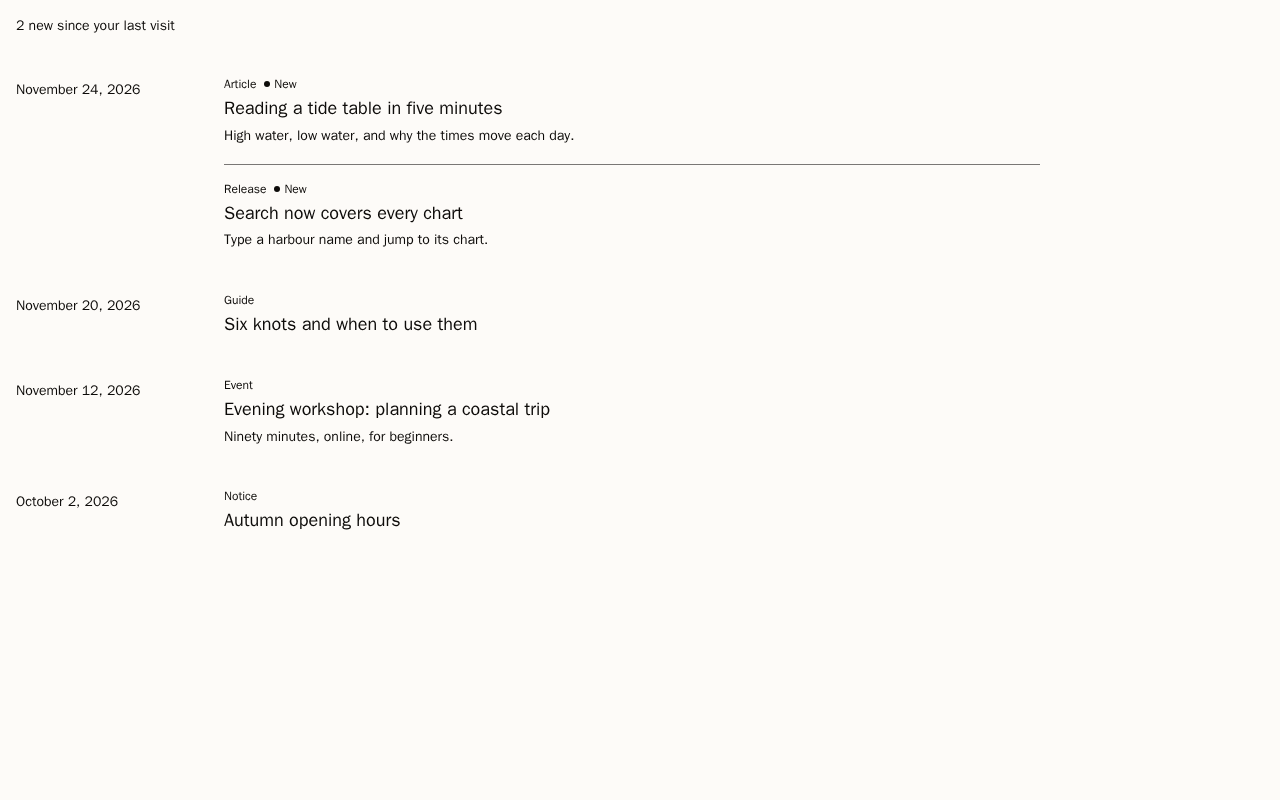 2 new since your last visit
November 24, 2026
Article • New
Reading a tide table in five minutes
High water, low water, and why the times move each day.
Release • New
Search now covers every chart
Type a harbour name and jump to its chart.
November 20, 2026
Guide
Six knots and when to use them
November 12, 2026
Event
Evening workshop: planning a coastal trip
Ninety minutes, online, for beginners.
October 2, 2026
Notice
Autumn opening hours